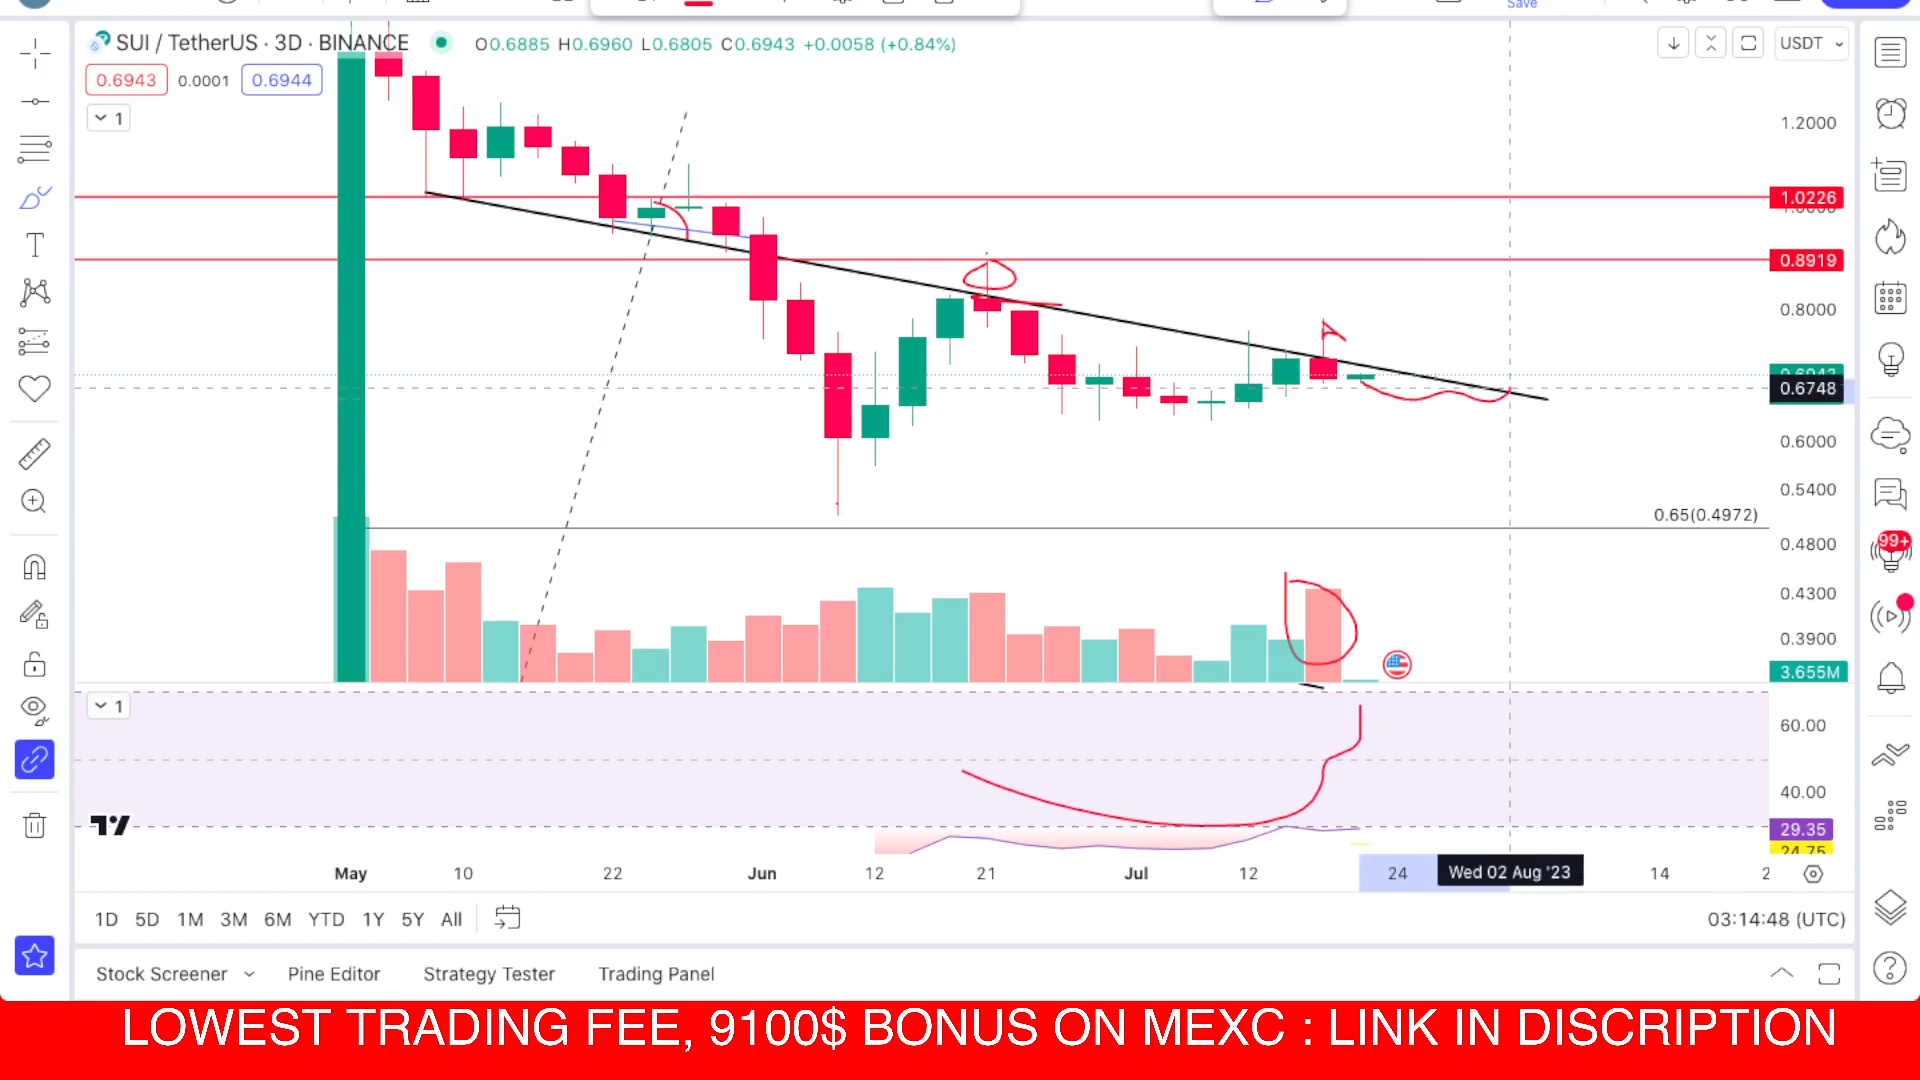 Save
SUI / TetherUS · 3D · BINANCE
O0.6885 H0.6960 L0.6805 C0.6943 +0.0058 (+0.84%)
USDT
0.6943 0.0001 0.6944
1
1.2000
1.0226
0.8919
0.8000
0.6748
0.6000
0.5400
0.65(0.4972)
0.4800
0.4300
0.3900
3.655M
99+
1
60.00
40.00
29.35
24.75
May 10 22 Jun 12 21 Jul 12 24 Wed 02 Aug '23 14 2
1D 5D 1M 3M 6M YTD 1Y 5Y All
03:14:48 (UTC)
Stock Screener Pine Editor Strategy Tester Trading Panel
LOWEST TRADING FEE, 9100$ BONUS ON MEXC : LINK IN DISCRIPTION